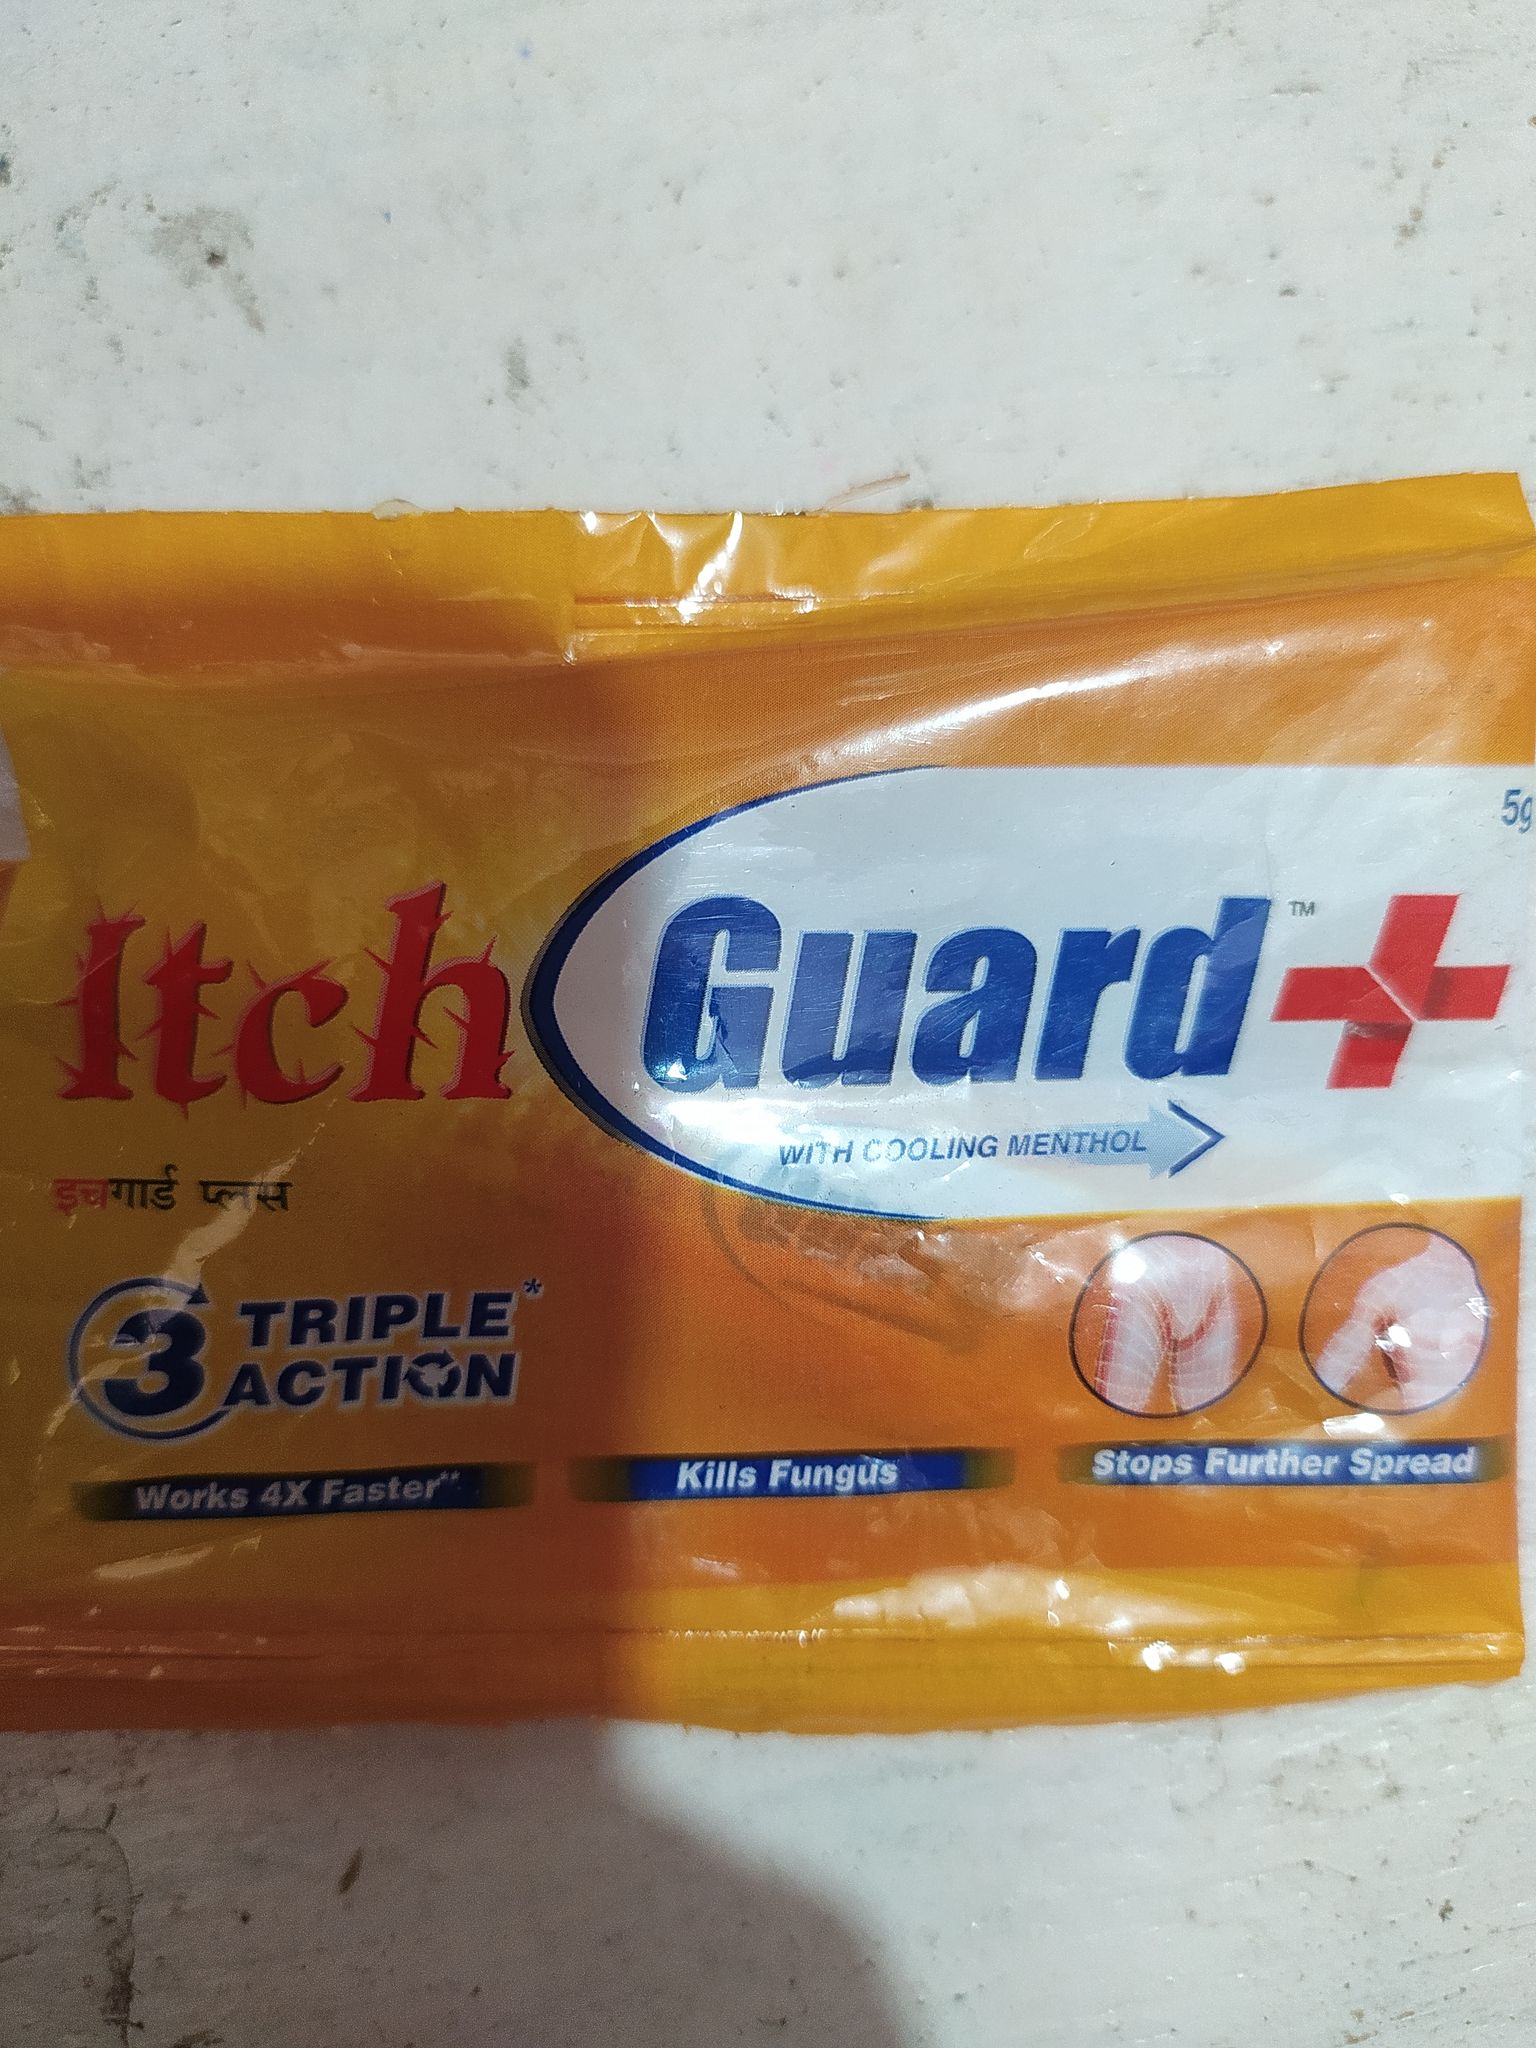 5g
Itch Guard™+
WITH COOLING MENTHOL
इचगार्ड प्लस
3 TRIPLE*
ACTION
Works 4X Faster**
Kills Fungus
Stops Further Spread